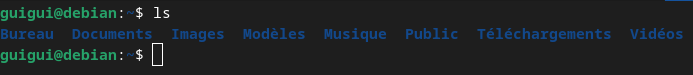 guigui@debian:~$ ls
Bureau Documents Images Modèles Musique Public Téléchargements Vidéos
guigui@debian:~$